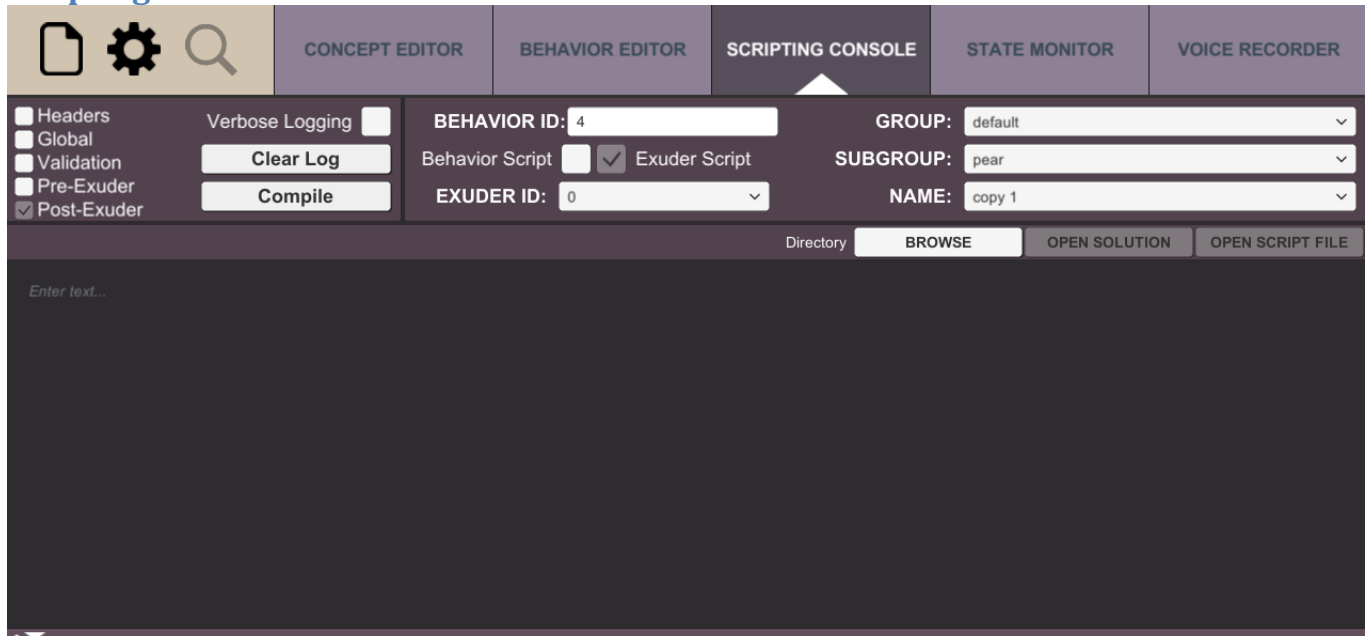 CONCEPT EDITOR
BEHAVIOR EDITOR
SCRIPTING CONSOLE
STATE MONITOR
VOICE RECORDER
Headers
Global
Validation
Pre-Exuder
Post-Exuder
Verbose Logging
Clear Log
Compile
BEHAVIOR ID: 4
Behavior Script
Exuder Script
EXUDER ID: 0
GROUP: default
SUBGROUP: pear
NAME: copy 1
Directory
BROWSE
OPEN SOLUTION
OPEN SCRIPT FILE
Enter text...